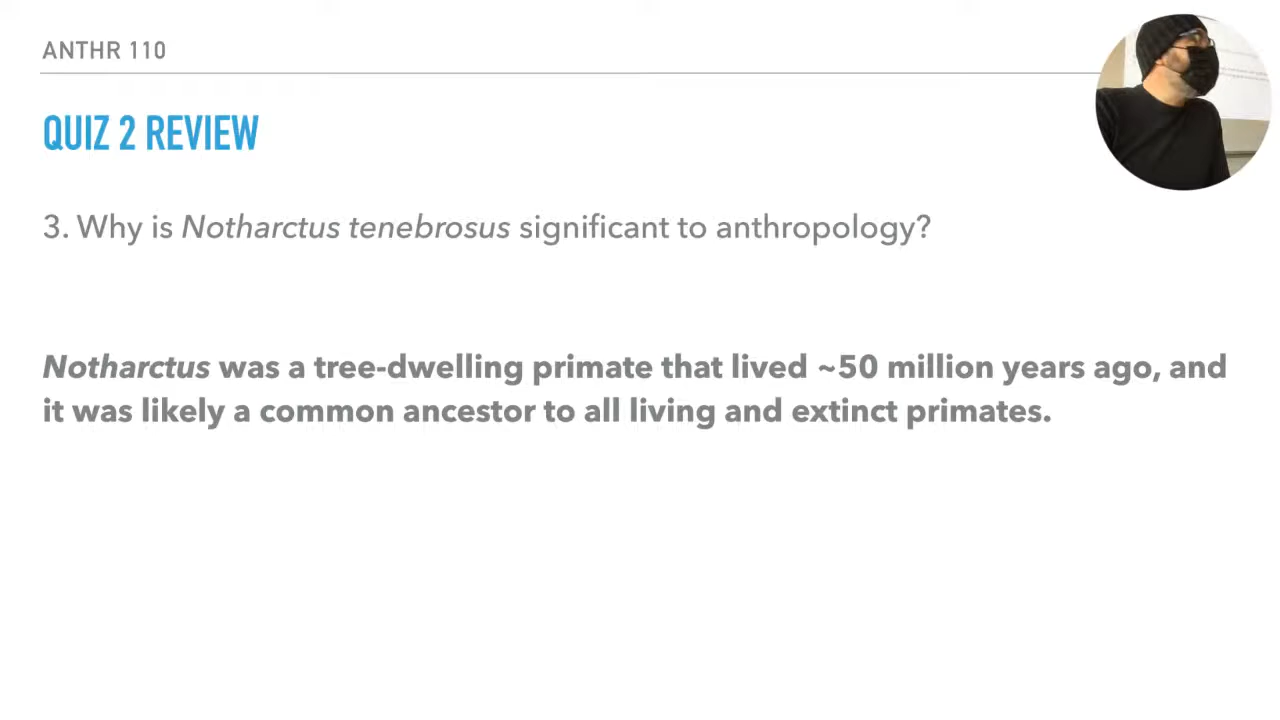 ANTHR 110
QUIZ 2 REVIEW
3. Why is Notharctus tenebrosus significant to anthropology?
Notharctus was a tree-dwelling primate that lived ~50 million years ago, and
it was likely a common ancestor to all living and extinct primates.